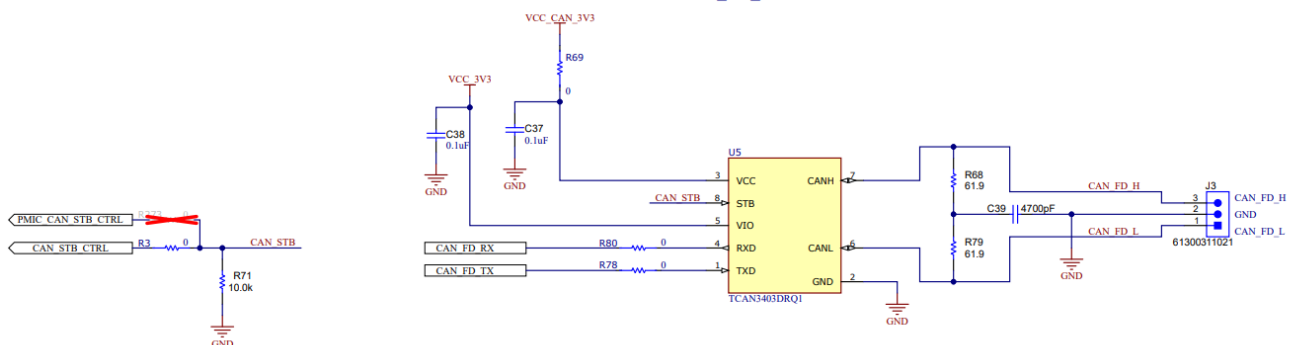 VCC_CAN_3V3
R69
0
VCC_3V3
C38
0.1uF
GND
C37
0.1uF
GND
U5
3 VCC CANH 7
CAN_STB 8 STB
5 VIO
CAN_FD_RX R80 0 4 RXD CANL 6
CAN_FD_TX R78 0 1 TXD
GND 2
TCAN3403DRQ1
GND
R68
61.9
C39 4700pF
R79
61.9
GND
CAN_FD_H
CAN_FD_L
J3
3 CAN_FD_H
2 GND
1 CAN_FD_L
61300311021
PMIC_CAN_STB_CTRL
CAN_STB_CTRL R3 0 CAN_STB
R71
10.0k
GND